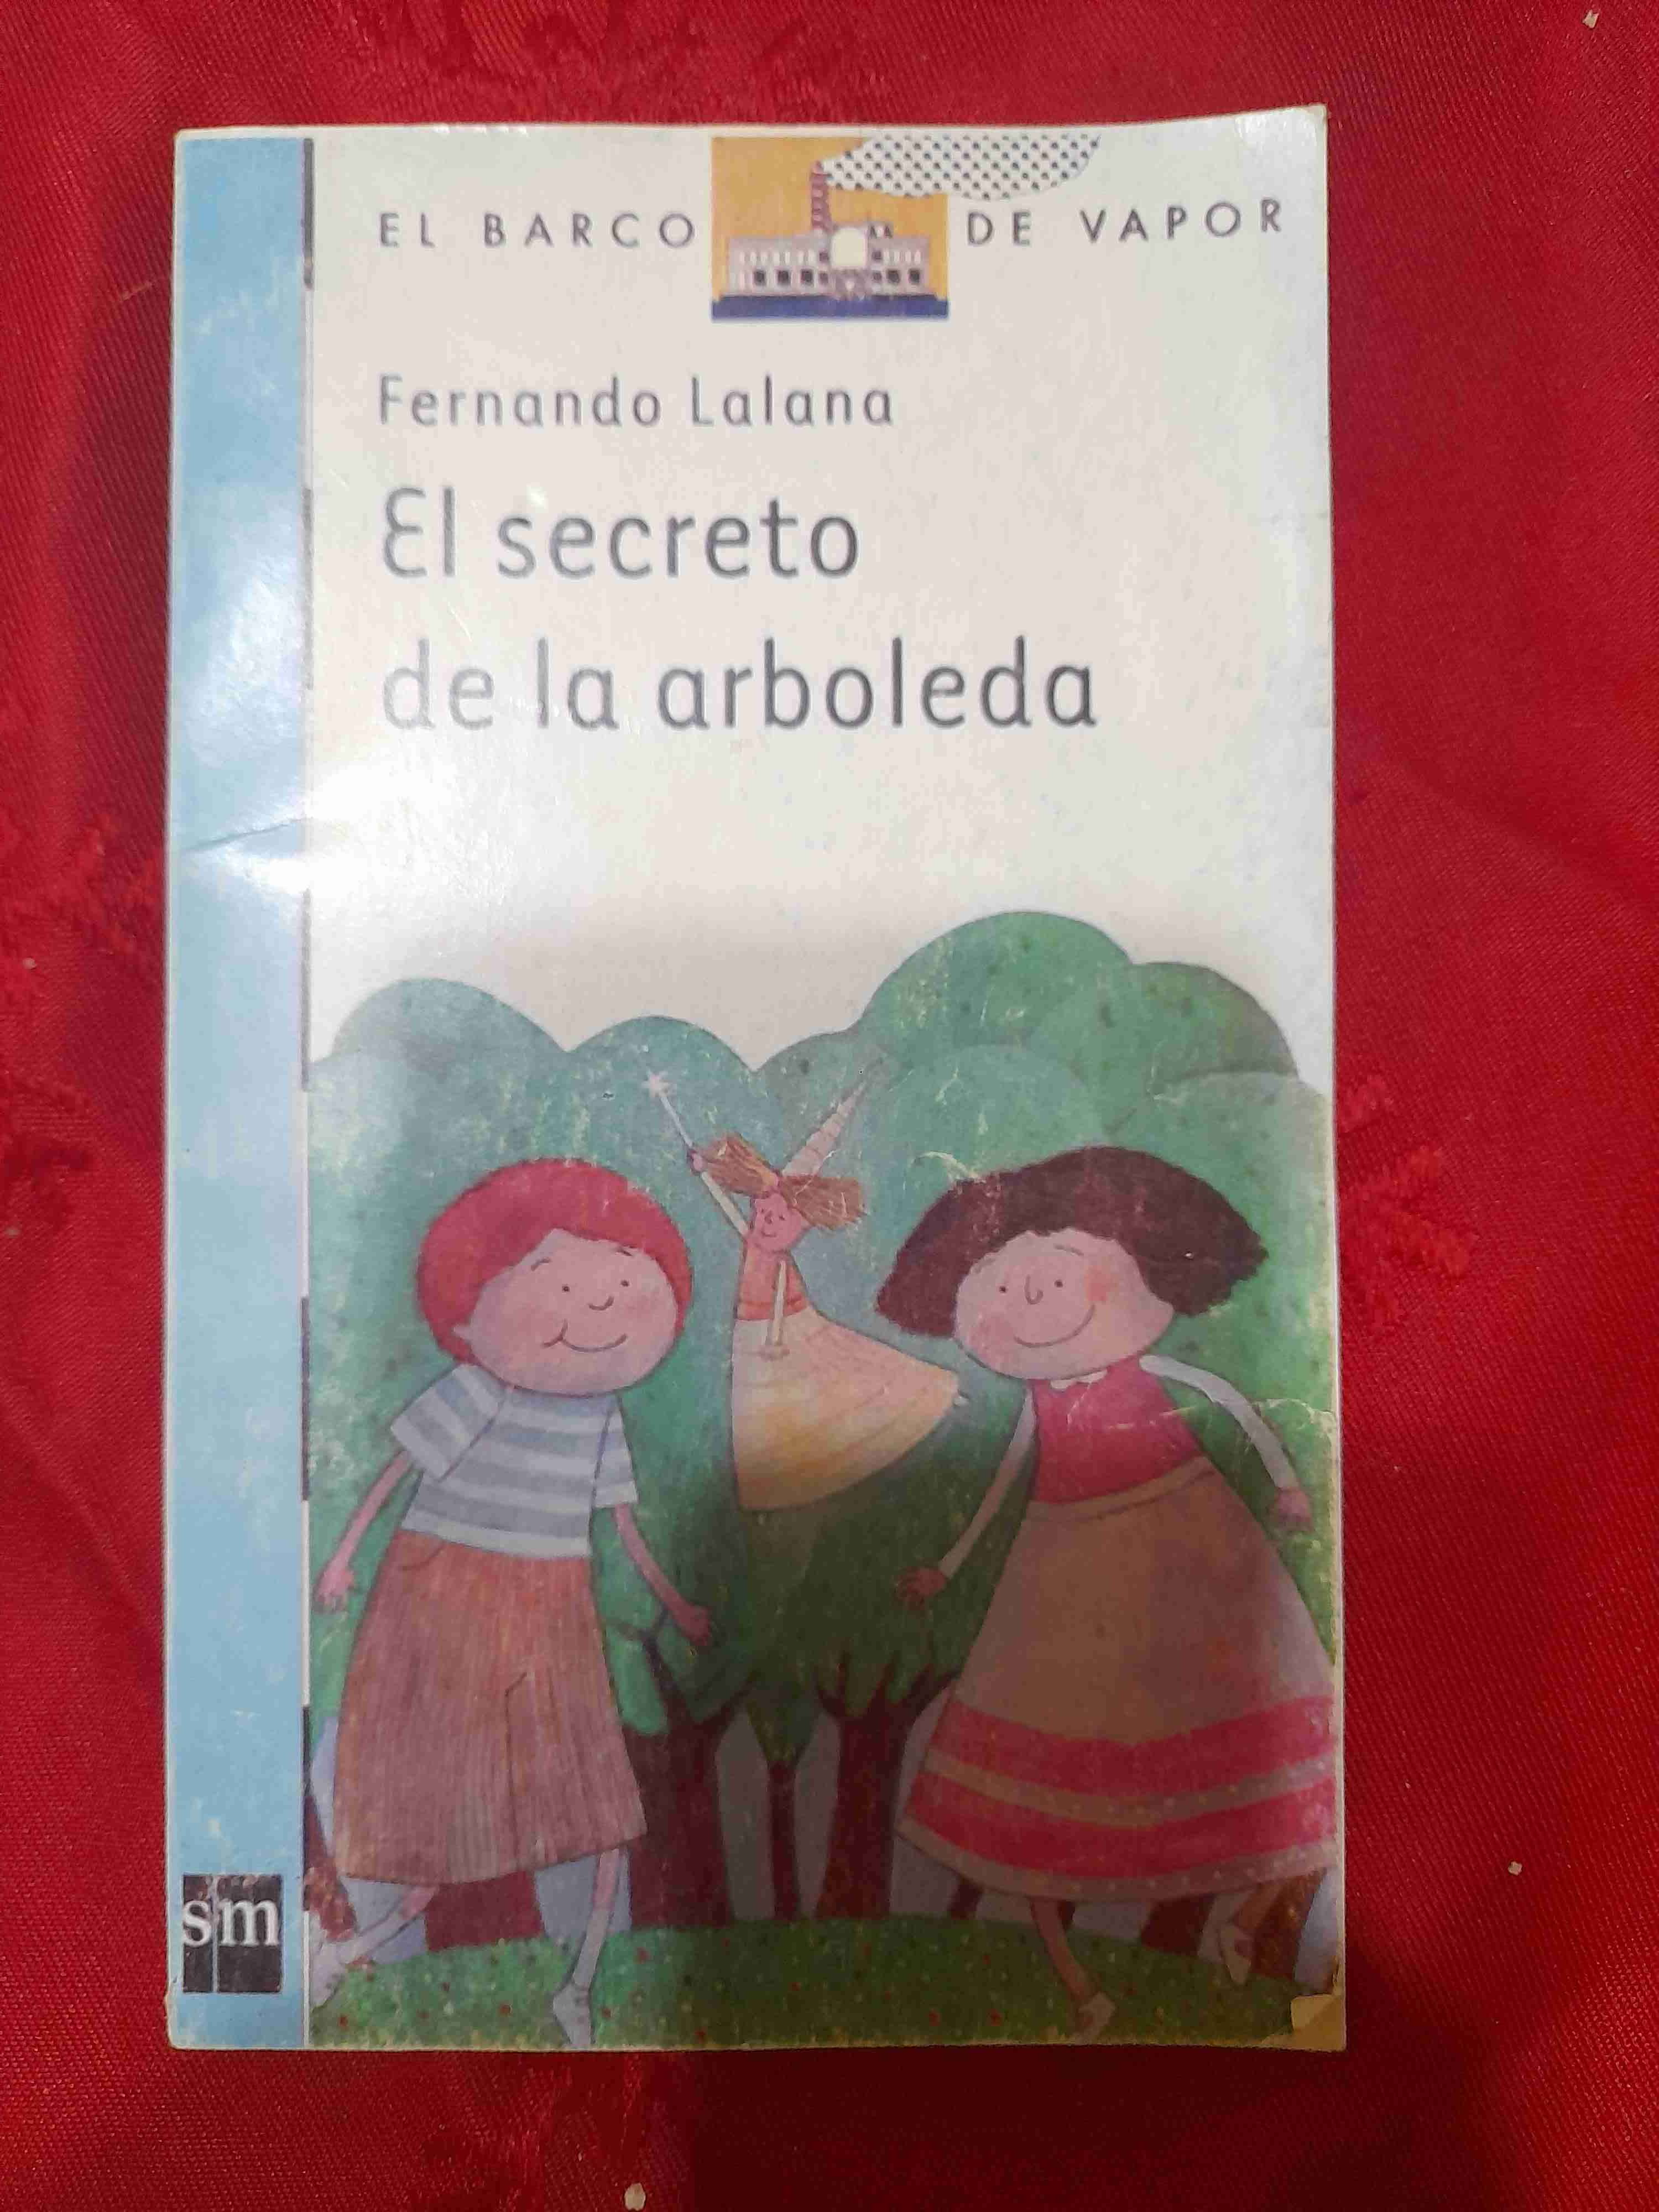 EL BARCO DE VAPOR
Fernando Lalana
El secreto
de la arboleda
sm